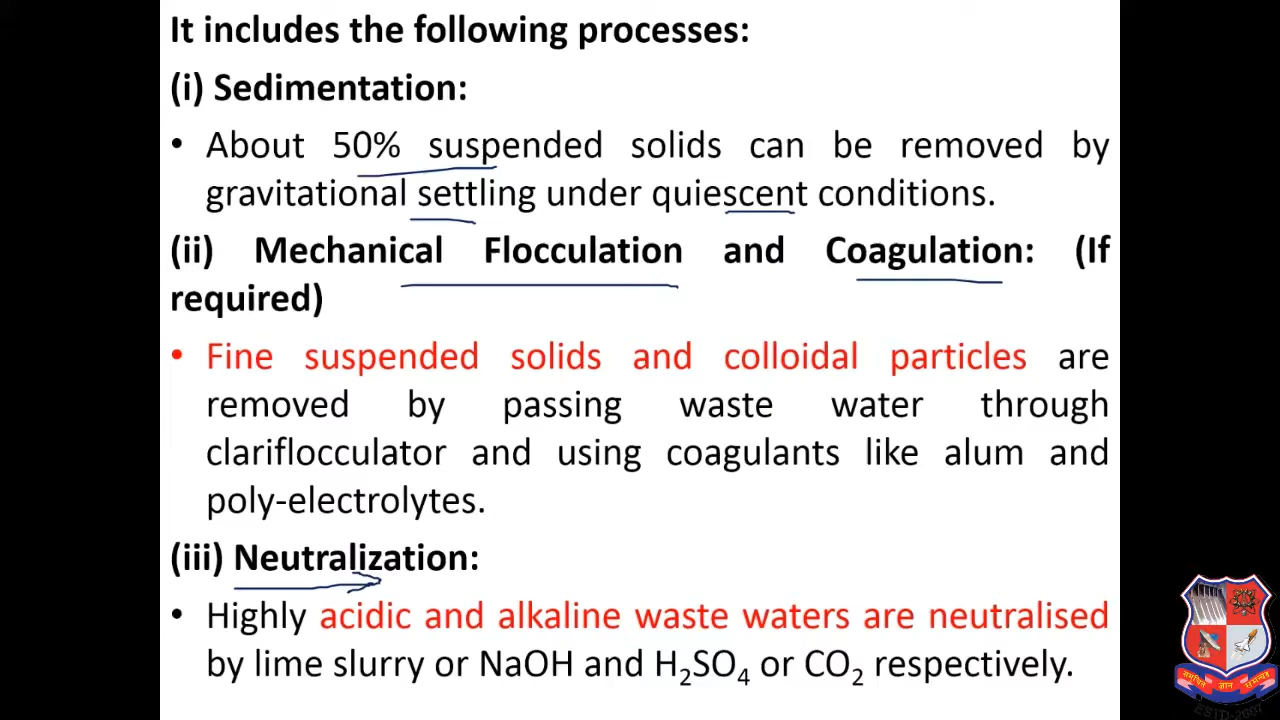 It includes the following processes:
(i) Sedimentation:
• About 50% suspended solids can be removed by
gravitational settling under quiescent conditions.
(ii) Mechanical Flocculation and Coagulation: (If
required)
• Fine suspended solids and colloidal particles are
removed by passing waste water through
clariflocculator and using coagulants like alum and
poly-electrolytes.
(iii) Neutralization:
• Highly acidic and alkaline waste waters are neutralised
by lime slurry or NaOH and H₂SO₄ or CO₂ respectively.
ज्ञान